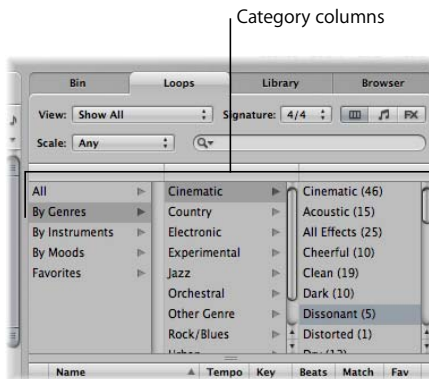 Category columns
Bin Loops Library Browser
View: Show All Signature: 4/4 FX
Scale: Any
All Cinematic Cinematic (46)
By Genres Country Acoustic (15)
By Instruments Electronic All Effects (25)
By Moods Experimental Cheerful (10)
Favorites Jazz Clean (19)
Orchestral Dark (10)
Other Genre Dissonant (5)
Rock/Blues Distorted (1)
Name Tempo Key Beats Match Fav